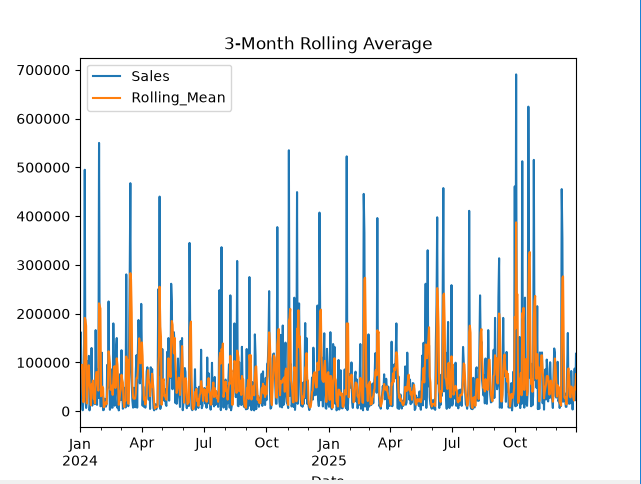 3-Month Rolling Average
Sales
Rolling_Mean
700000
600000
500000
400000
300000
200000
100000
0
Jan Apr Jul Oct Jan Apr Jul Oct
2024 2025
Date